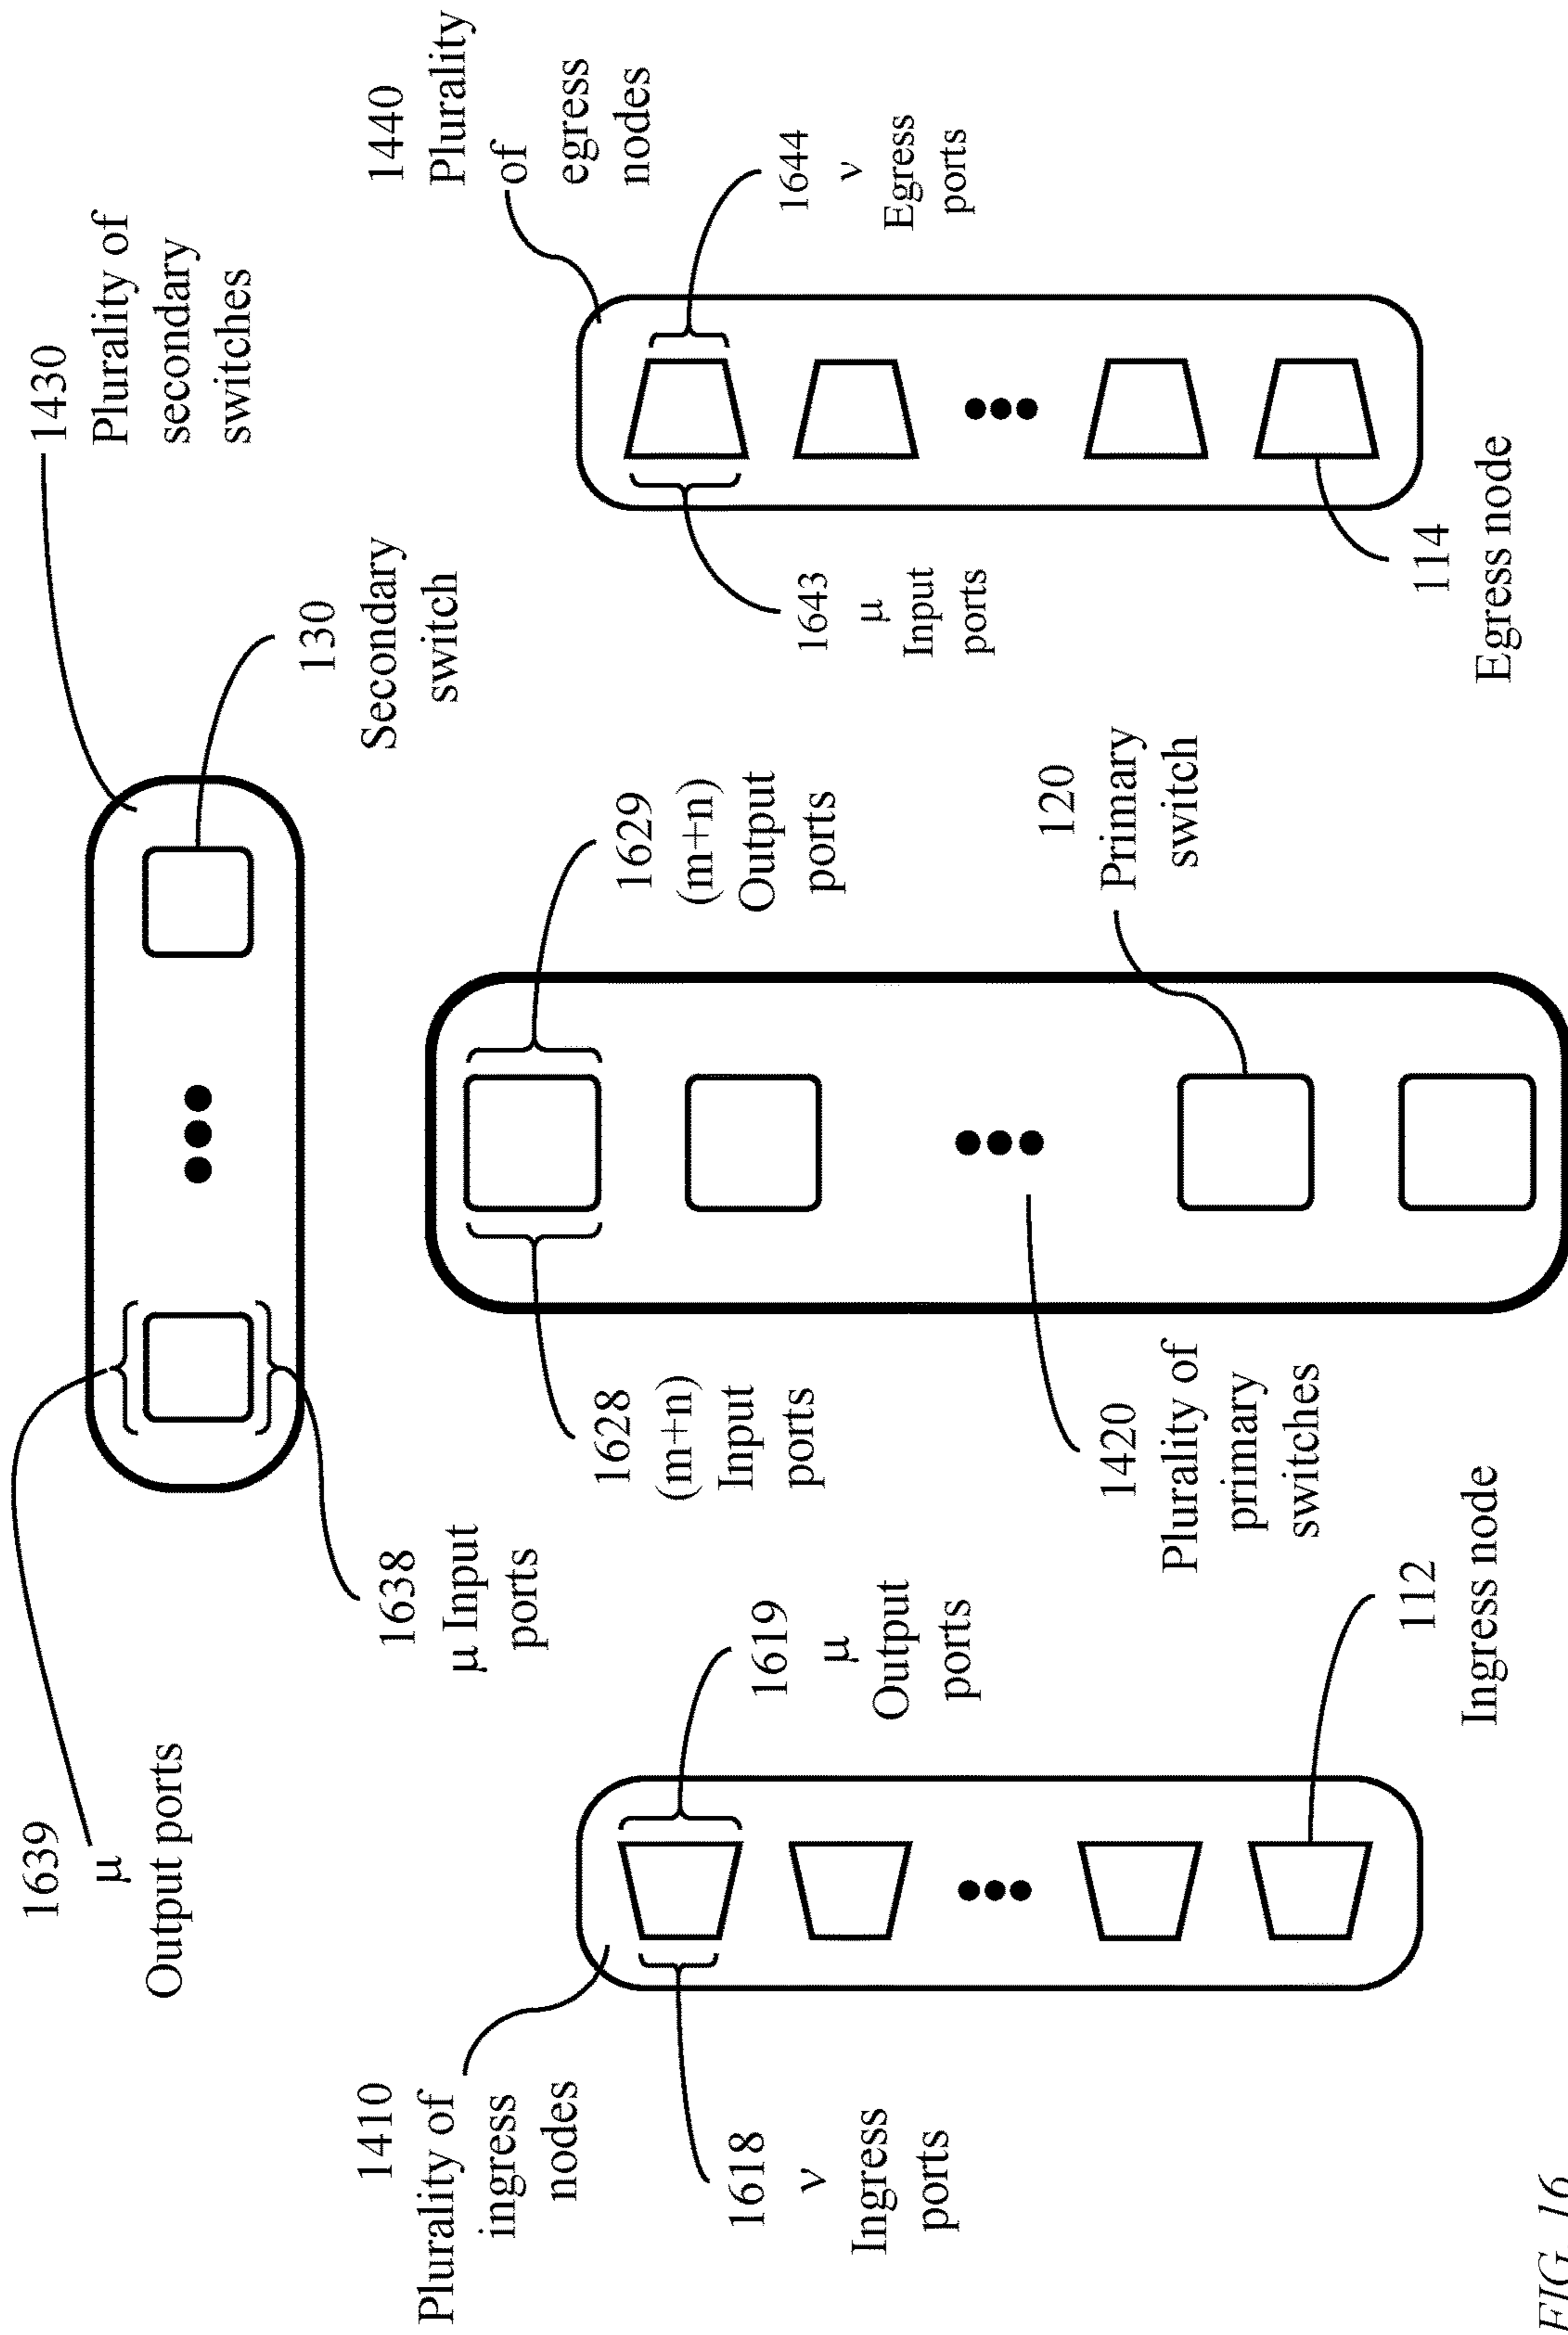 1639
μ
Output ports
1430
Plurality of
secondary
switches
1638
μ Input
ports
130
Secondary
switch
1410
Plurality of
ingress
nodes
1440
Plurality
of
egress
nodes
1618
ν
Ingress
ports
1619
μ
Output
ports
1628
(m+n)
Input
ports
1629
(m+n)
Output
ports
1643
μ
Input
ports
1644
ν
Egress
ports
1420
Plurality of
primary
switches
120
Primary
switch
112
Ingress node
114
Egress node
FIG. 16